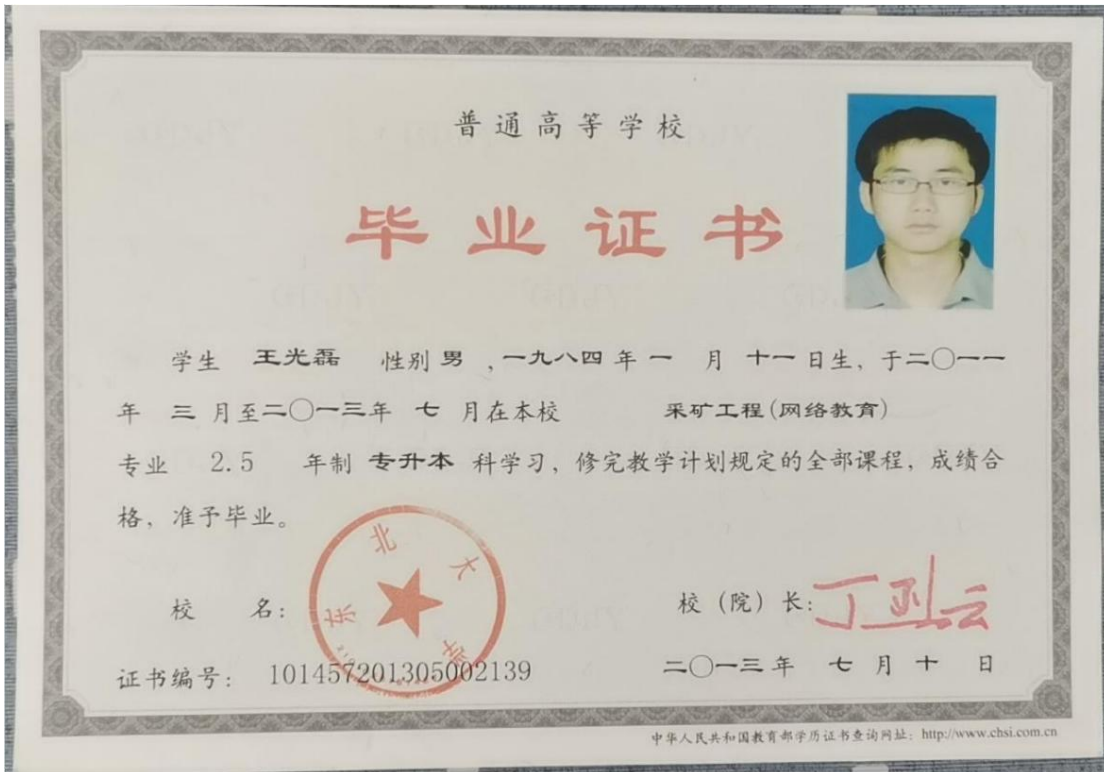 普通高等学校
毕业证书
学生 王光磊 性别 男 ,一九八四 年 一 月 十一 日生, 于二〇一一
年 三 月至二〇一三年 七 月在本校 采矿工程(网络教育)
专业 2.5 年制 专升本 科学习, 修完教学计划规定的全部课程, 成绩合
格, 准予毕业。
东北大学
校 名:
校(院)长: 丁烈云
证书编号: 101457201305002139
二〇一三 年 七 月 十 日
中华人民共和国教育部学历证书查询网址: http://www.chsi.com.cn